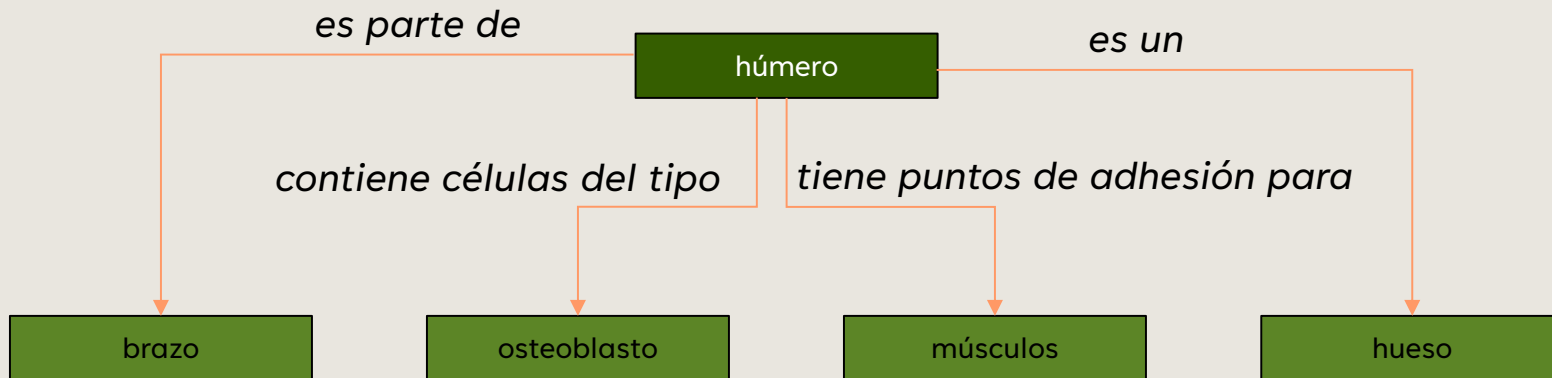 es parte de
húmero
es un
contiene células del tipo
tiene puntos de adhesión para
brazo
osteoblasto
músculos
hueso